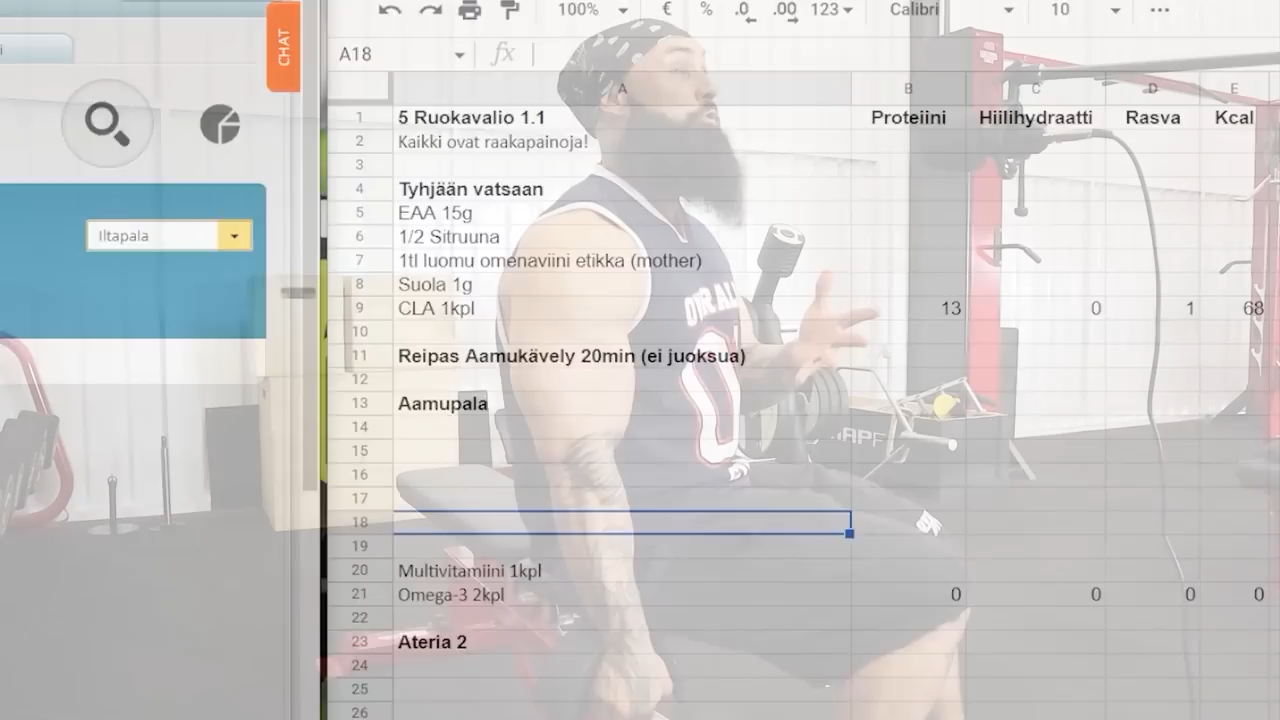 CHAT
Iltapala
100% € % .0 .00 123 Calibri 10 ...
A18 fx
A B C D E
1 5 Ruokavalio 1.1 Proteiini Hiilihydraatti Rasva Kcal
2 Kaikki ovat raakapainoja!
3
4 Tyhjään vatsaan
5 EAA 15g
6 1/2 Sitruuna
7 1tl luomu omenaviini etikka (mother)
8 Suola 1g
9 CLA 1kpl 13 0 1 68
10
11 Reipas Aamukävely 20min (ei juoksua)
12
13 Aamupala
14
15
16
17
18
19
20 Multivitamiini 1kpl
21 Omega-3 2kpl 0 0 0 0
22
23 Ateria 2
24
25
26